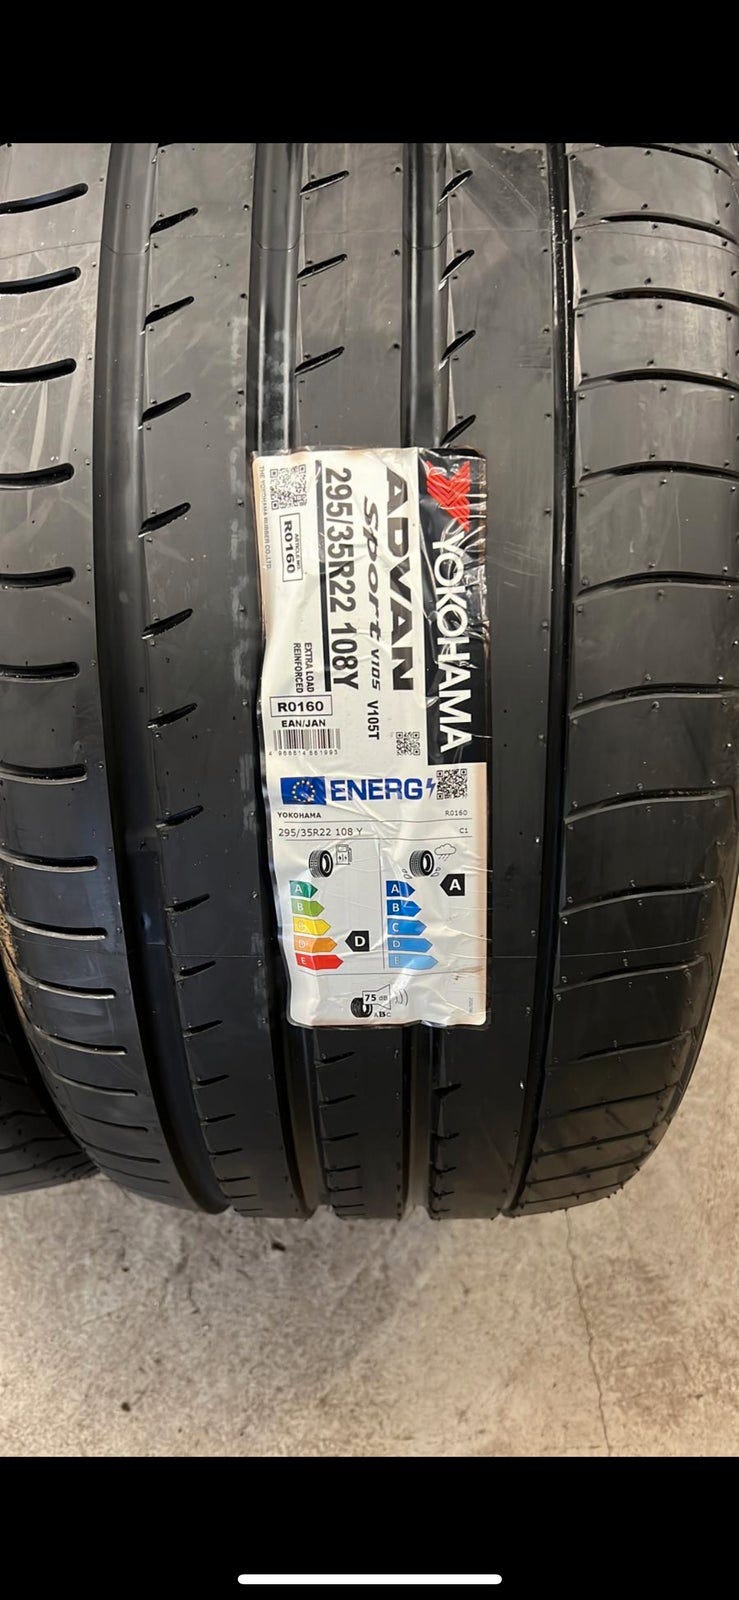 YOKOHAMA
ADVAN
Sport V105 V105T
295/35R22 108Y
EXTRA LOAD
REINFORCED
ARTICLE NO.
R0160
THE YOKOHAMA RUBBER CO.,LTD.
R0160
EAN/JAN
4 968814 861993
ENERG
YOKOHAMA R0160
295/35R22 108 Y C1
A A A
B B
C C
D D D
E E
75 dB
ABC